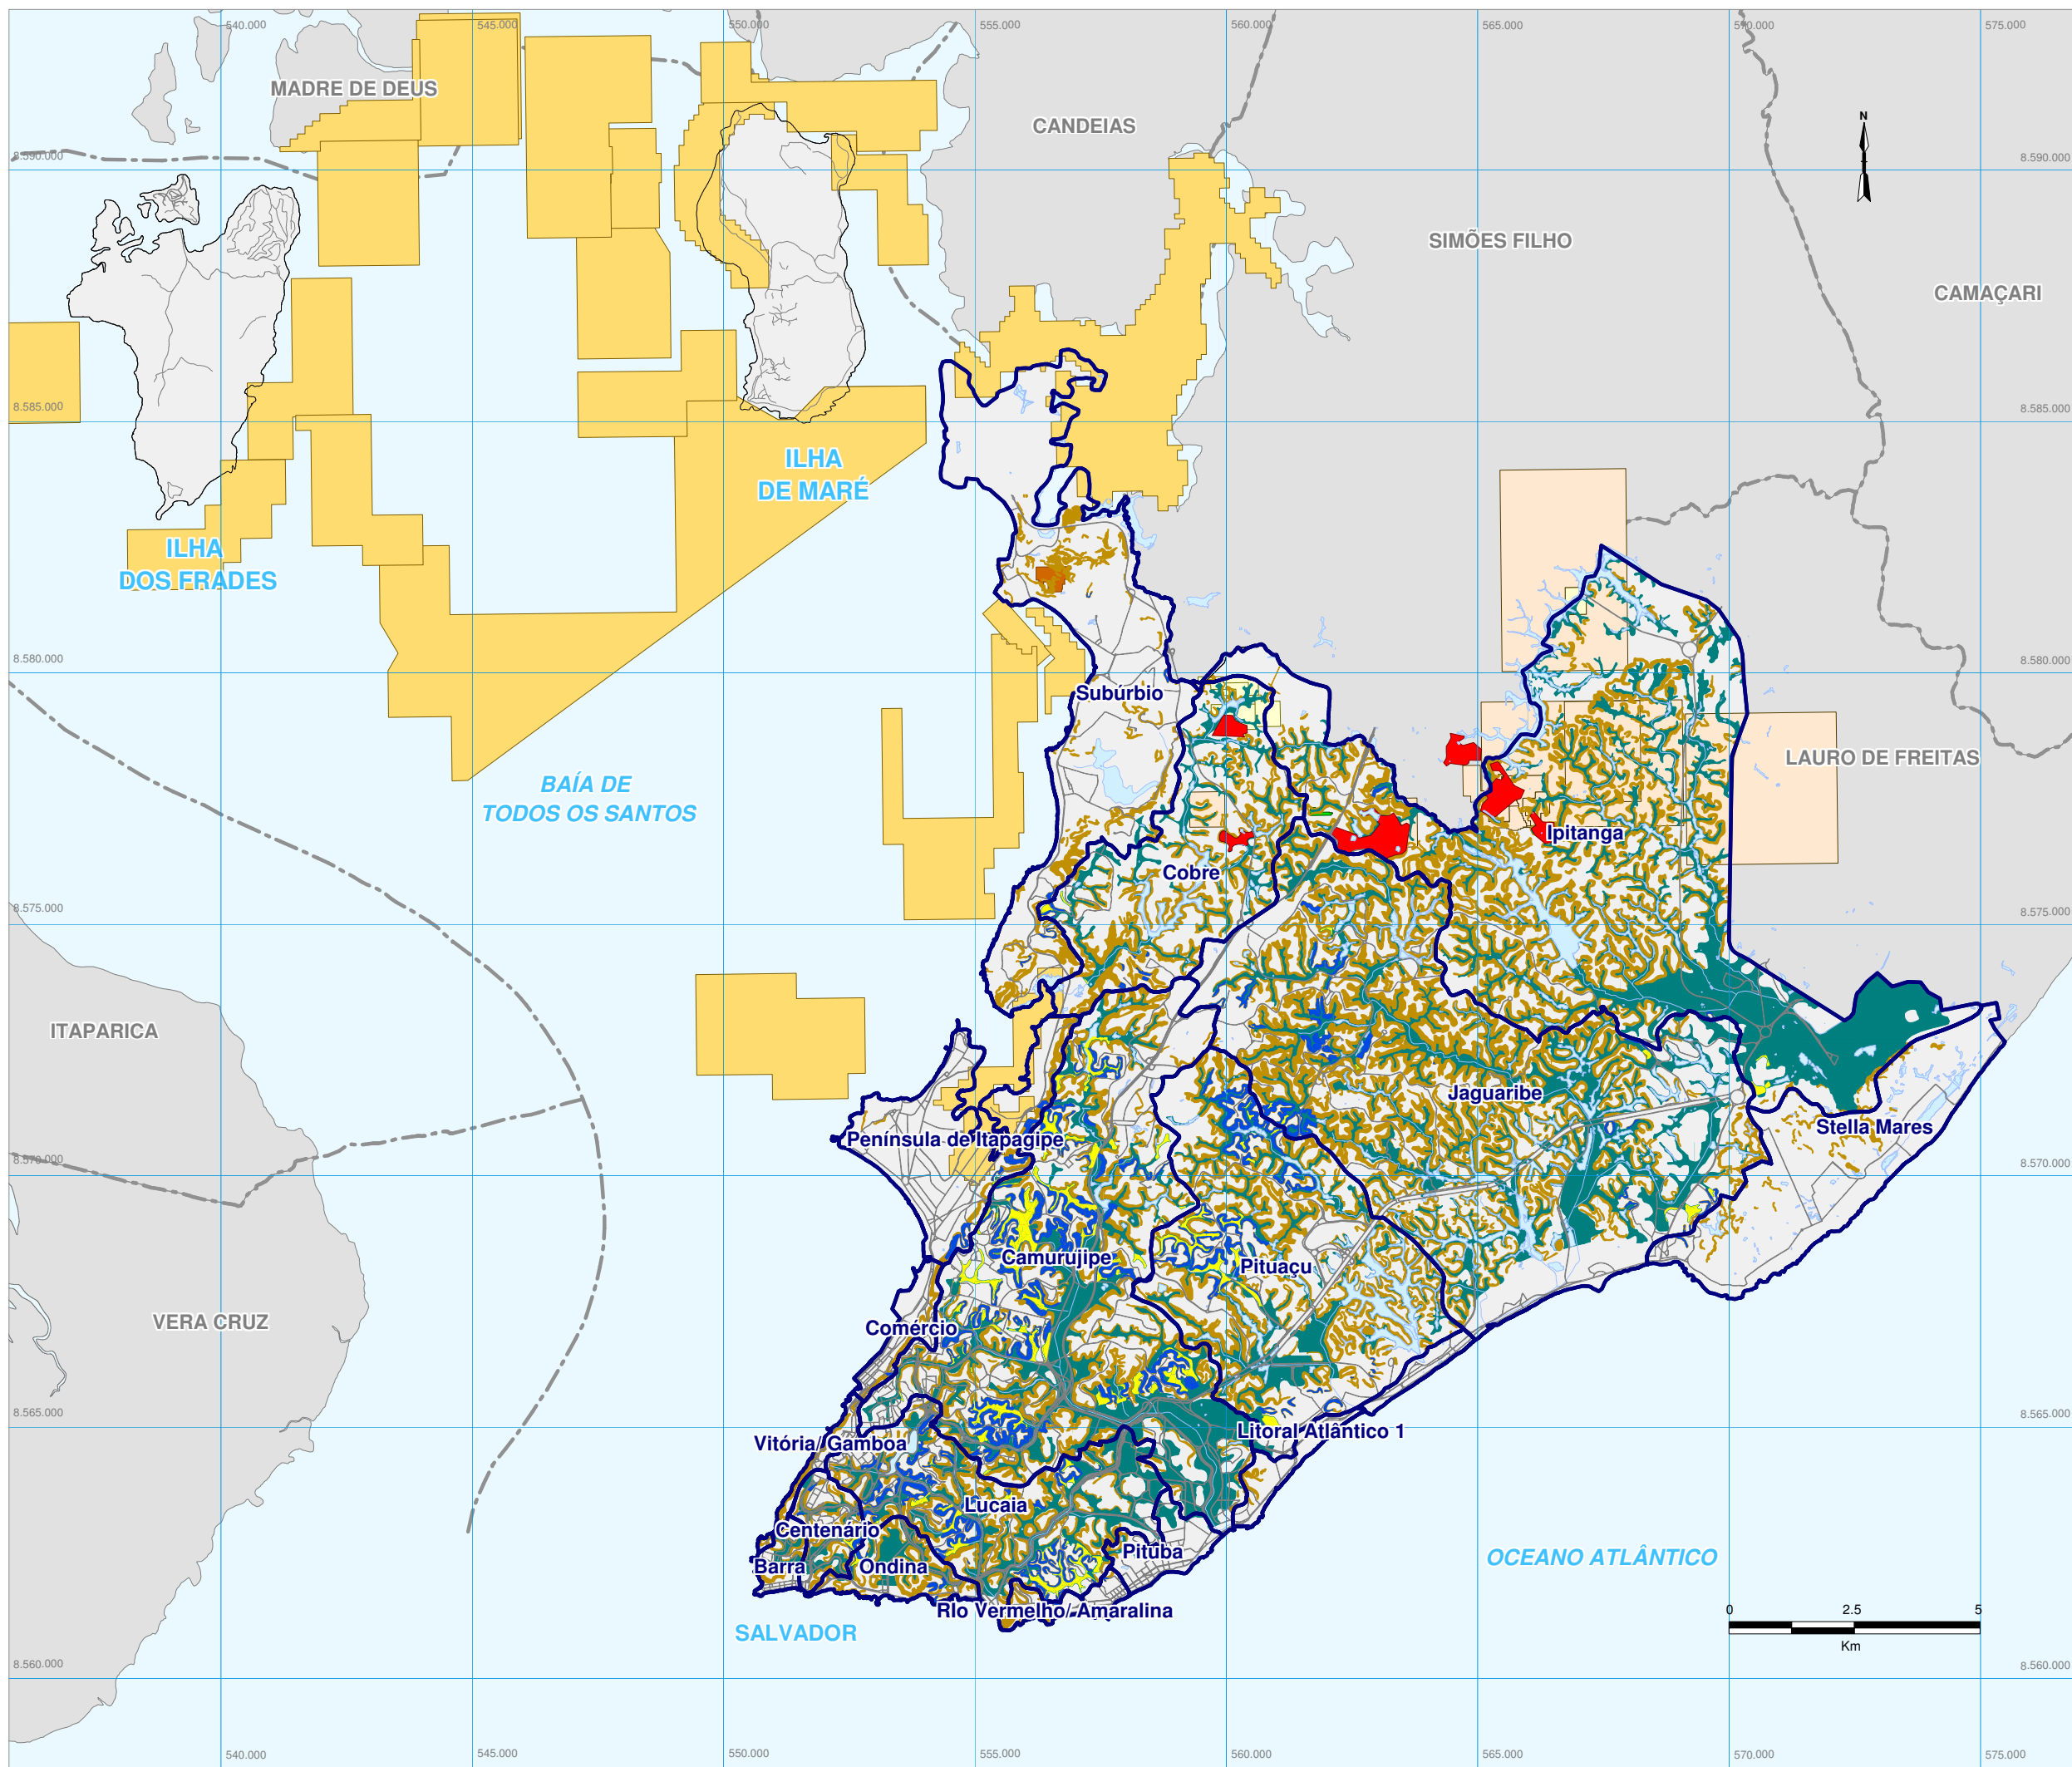 540.000
545.000
550.000
555.000
560.000
565.000
570.000
575.000
MADRE DE DEUS
CANDEIAS
N
8.590.000
8.590.000
SIMÕES FILHO
CAMAÇARI
8.585.000
8.585.000
ILHA
DE MARÉ
ILHA
DOS FRADES
8.580.000
8.580.000
Subúrbio
LAURO DE FREITAS
BAÍA DE
TODOS OS SANTOS
Ipitanga
Cobre
8.575.000
8.575.000
ITAPARICA
Jaguaribe
Stella Mares
Península de Itapagipe
8.570.000
8.570.000
Camurujipe
Pituaçu
VERA CRUZ
Comércio
8.565.000
8.565.000
Litoral Atlântico 1
Vitória/ Gamboa
Lucaia
Centenário
Pituba
OCEANO ATLÂNTICO
Barra
Ondina
RIo Vermelho/ Amaralina
0
2.5
5
SALVADOR
Km
8.560.000
8.560.000
540.000
545.000
550.000
555.000
560.000
565.000
570.000
575.000